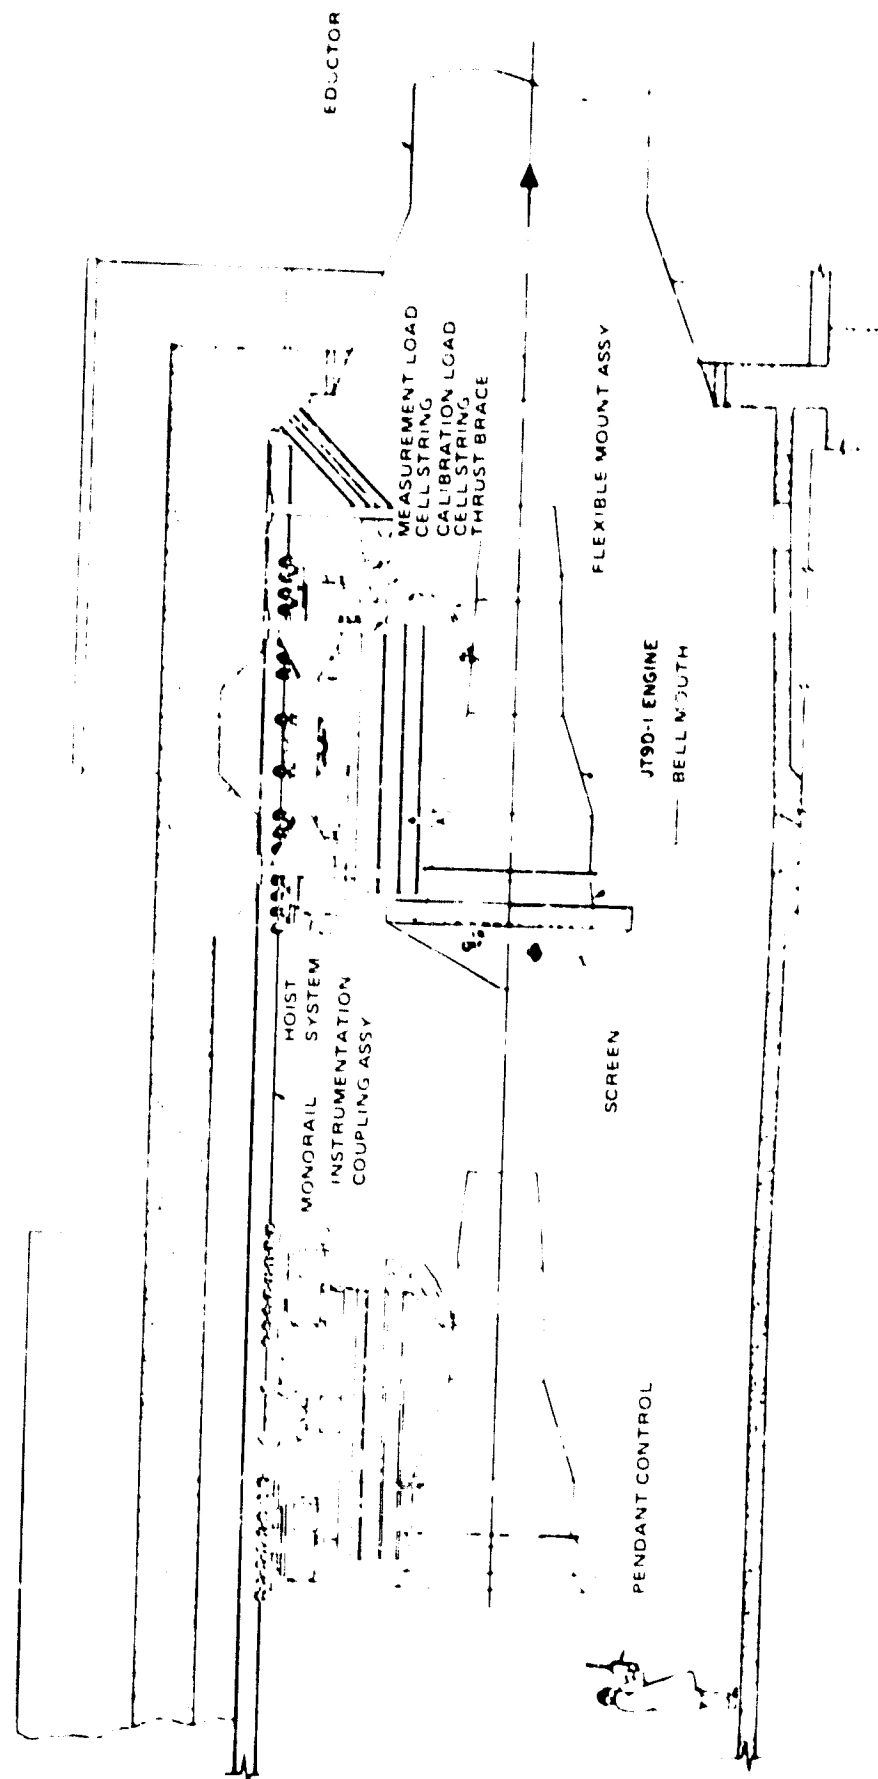 EDUCTOR
MEASUREMENT LOAD
CELL STRING
CALIBRATION LOAD
CELL STRING
THRUST BRACE
FLEXIBLE MOUNT ASSY
JT9D-1 ENGINE
BELL MOUTH
HOIST
SYSTEM
MONORAIL
INSTRUMENTATION
COUPLING ASSY
SCREEN
PENDANT CONTROL